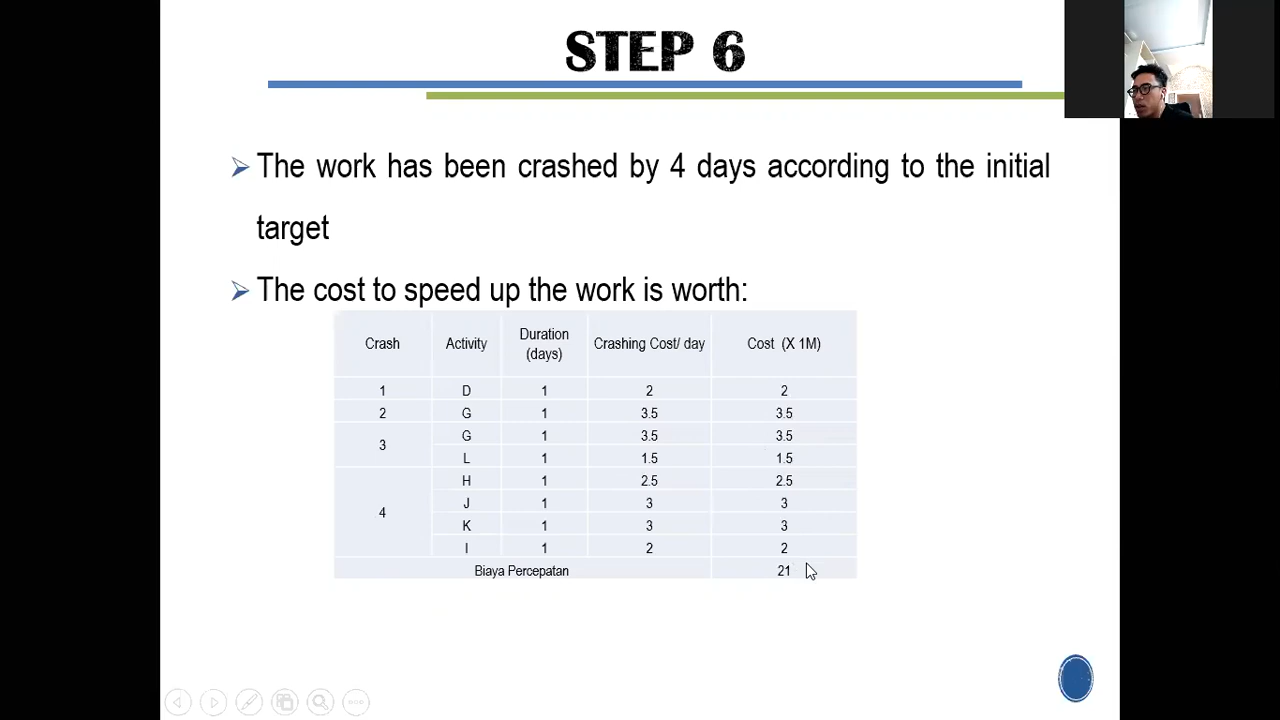 STEP 6
The work has been crashed by 4 days according to the initial
target
The cost to speed up the work is worth:
Crash Activity Duration (days) Crashing Cost/ day Cost (X 1M)
1 D 1 2 2
2 G 1 3.5 3.5
3 G 1 3.5 3.5
L 1 1.5 1.5
4 H 1 2.5 2.5
J 1 3 3
K 1 3 3
I 1 2 2
Biaya Percepatan 21